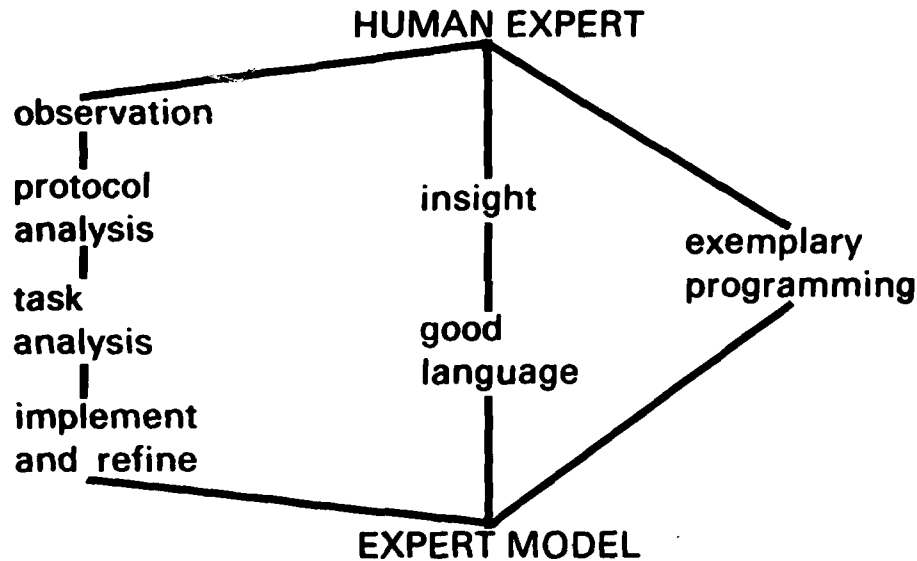 HUMAN EXPERT
observation
protocol
analysis
task
analysis
implement
and refine
insight
good
language
exemplary
programming
EXPERT MODEL